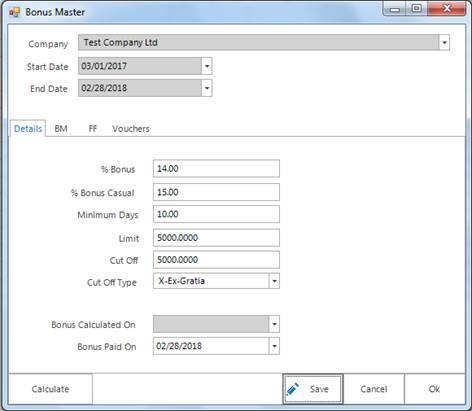 Bonus Master
Company Test Company Ltd
Start Date 03/01/2017
End Date 02/28/2018
Details BM FF Vouchers
% Bonus 14.00
% Bonus Casual 15.00
Minimum Days 10.00
Limit 5000.0000
Cut Off 5000.0000
Cut Off Type X-Ex-Gratia
Bonus Calculated On
Bonus Paid On 02/28/2018
Calculate Save Cancel Ok